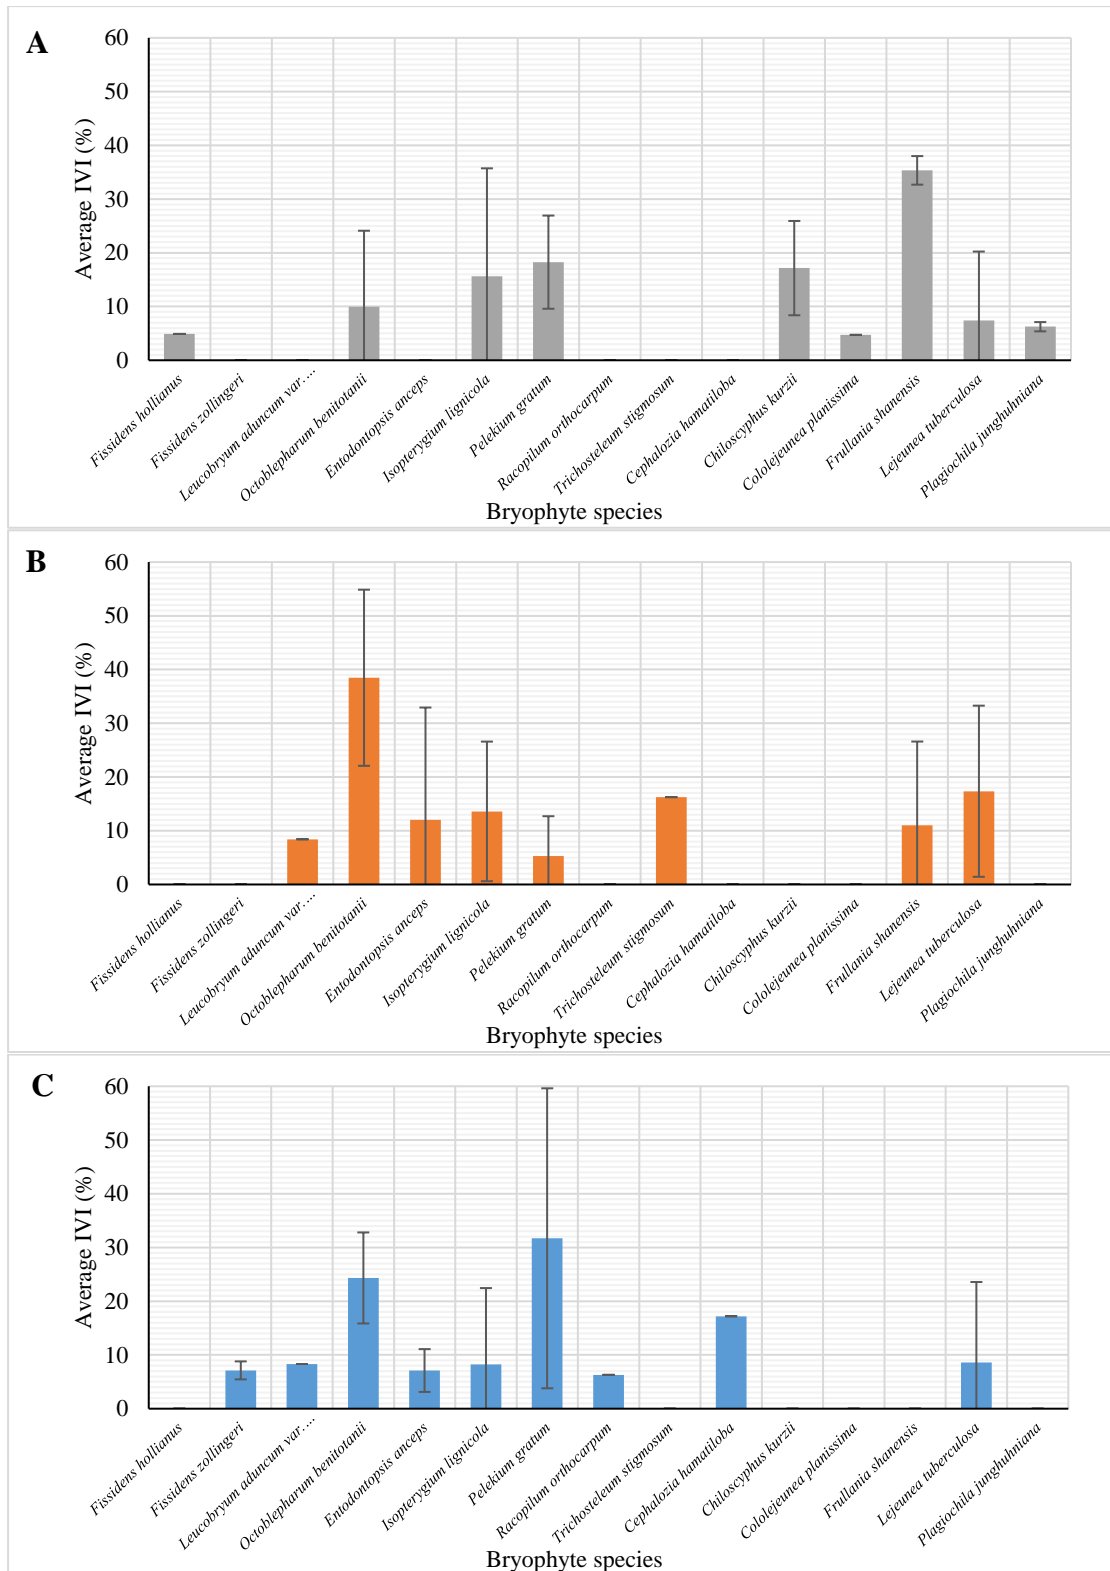 A
60
50
40
30
20
10
0
Average IVI (%)
Fissidens hollianus
Fissidens zollingeri
Leucobryum aduncum var.…
Octoblepharum benitotanii
Entodontopsis anceps
Isopterygium lignicola
Pelekium gratum
Racopilum orthocarpum
Trichosteleum stigmosum
Cephalozia hamatiloba
Chiloscyphus kurzii
Cololejeunea planissima
Frullania shanensis
Lejeunea tuberculosa
Plagiochila junghuhniana
Bryophyte species
B
60
50
40
30
20
10
0
Average IVI (%)
Fissidens hollianus
Fissidens zollingeri
Leucobryum aduncum var.…
Octoblepharum benitotanii
Entodontopsis anceps
Isopterygium lignicola
Pelekium gratum
Racopilum orthocarpum
Trichosteleum stigmosum
Cephalozia hamatiloba
Chiloscyphus kurzii
Cololejeunea planissima
Frullania shanensis
Lejeunea tuberculosa
Plagiochila junghuhniana
Bryophyte species
C
60
50
40
30
20
10
0
Average IVI (%)
Fissidens hollianus
Fissidens zollingeri
Leucobryum aduncum var.…
Octoblepharum benitotanii
Entodontopsis anceps
Isopterygium lignicola
Pelekium gratum
Racopilum orthocarpum
Trichosteleum stigmosum
Cephalozia hamatiloba
Chiloscyphus kurzii
Cololejeunea planissima
Frullania shanensis
Lejeunea tuberculosa
Plagiochila junghuhniana
Bryophyte species